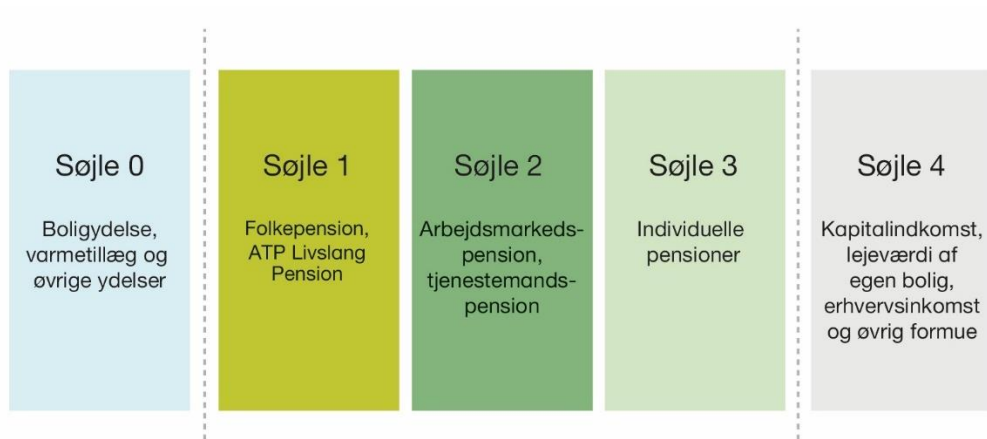 Søjle 0
Boligydelse,
varmetillæg og
øvrige ydelser
Søjle 1
Folkepension,
ATP Livslang
Pension
Søjle 2
Arbejdsmarkeds-
pension,
tjenestemands-
pension
Søjle 3
Individuelle
pensioner
Søjle 4
Kapitalindkomst,
lejeværdi af
egen bolig,
erhvervsinkomst
og øvrig formue